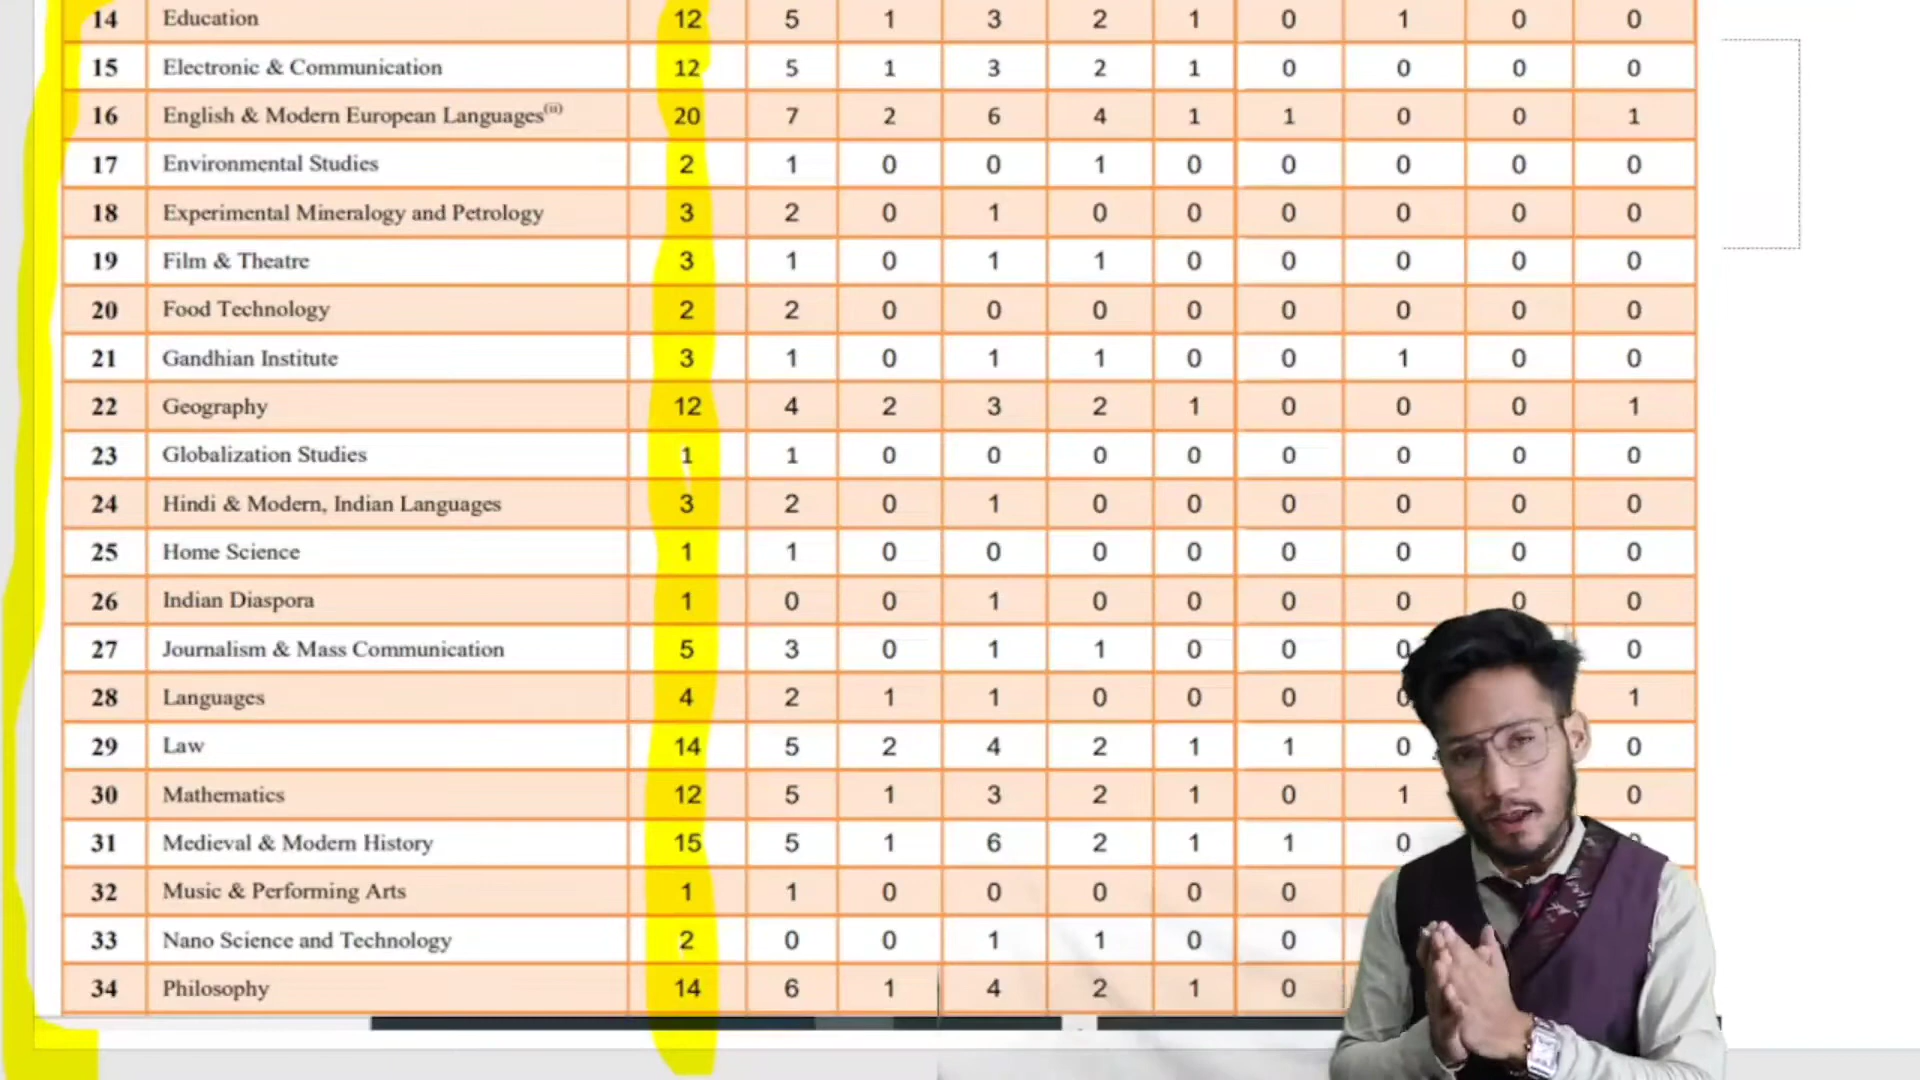 14 Education 12 5 1 3 2 1 0 1 0 0
15 Electronic & Communication 12 5 1 3 2 1 0 0 0 0
16 English & Modern European Languages(ii) 20 7 2 6 4 1 1 0 0 1
17 Environmental Studies 2 1 0 0 1 0 0 0 0 0
18 Experimental Mineralogy and Petrology 3 2 0 1 0 0 0 0 0 0
19 Film & Theatre 3 1 0 1 1 0 0 0 0 0
20 Food Technology 2 2 0 0 0 0 0 0 0 0
21 Gandhian Institute 3 1 0 1 1 0 0 1 0 0
22 Geography 12 4 2 3 2 1 0 0 0 1
23 Globalization Studies 1 1 0 0 0 0 0 0 0 0
24 Hindi & Modern, Indian Languages 3 2 0 1 0 0 0 0 0 0
25 Home Science 1 1 0 0 0 0 0 0 0 0
26 Indian Diaspora 1 0 0 1 0 0 0 0 0 0
27 Journalism & Mass Communication 5 3 0 1 1 0 0 0 0
28 Languages 4 2 1 1 0 0 0 0 1
29 Law 14 5 2 4 2 1 1 0 0
30 Mathematics 12 5 1 3 2 1 0 1 0
31 Medieval & Modern History 15 5 1 6 2 1 1 0
32 Music & Performing Arts 1 1 0 0 0 0 0
33 Nano Science and Technology 2 0 0 1 1 0 0
34 Philosophy 14 6 1 4 2 1 0